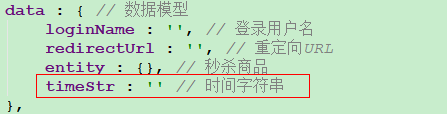 data : { // 数据模型
loginName : '', // 登录用户名
redirectUrl : '', // 重定向URL
entity : {}, // 秒杀商品
timeStr : '' // 时间字符串
},